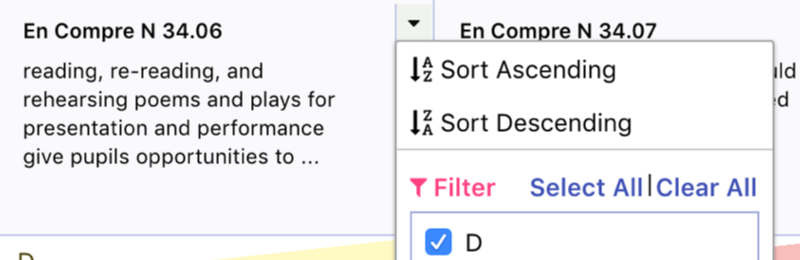 En Compre N 34.06
reading, re-reading, and
rehearsing poems and plays for
presentation and performance
give pupils opportunities to ...
En Compre N 34.07
Sort Ascending
Sort Descending
Filter
Select All|Clear All
D